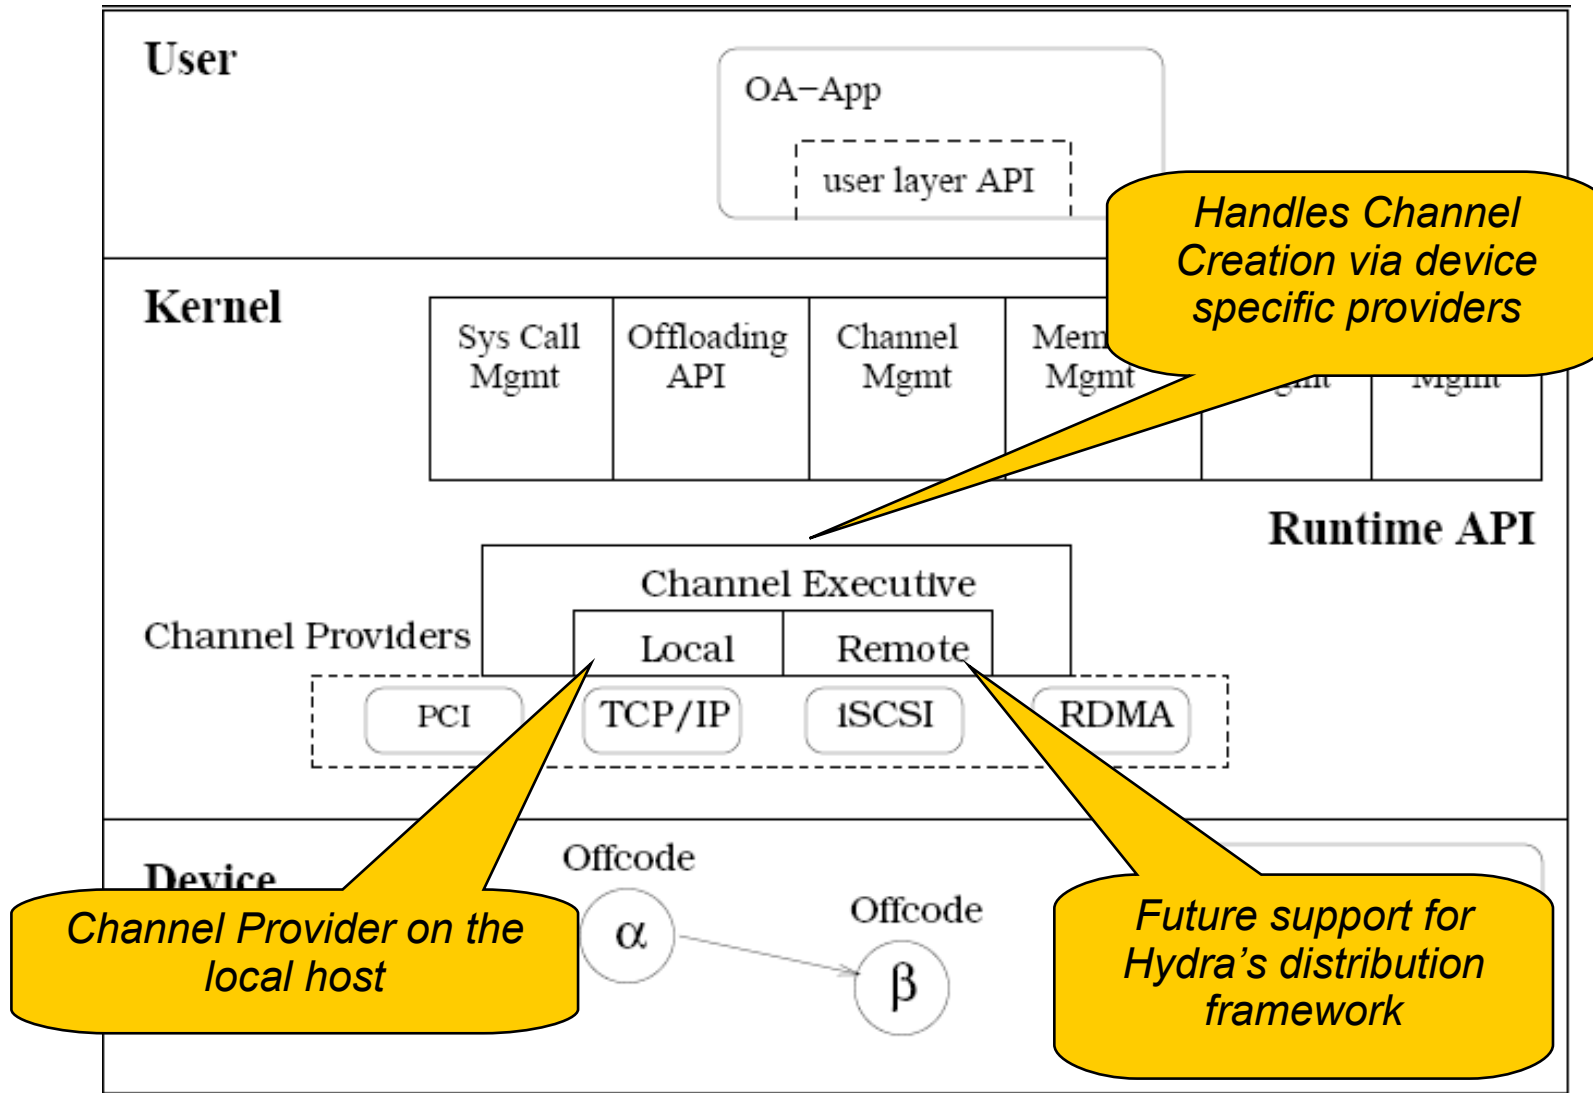 User
OA-App
user layer API
Handles Channel
Creation via device
specific providers
Kernel
Sys Call
Mgmt
Offloading
API
Channel
Mgmt
Mem
Mgmt
Mgmt
Mgmt
Runtime API
Channel Executive
Channel Providers
Local
Remote
PCI
TCP/IP
iSCSI
RDMA
Device
Offcode
α
Offcode
β
Channel Provider on the
local host
Future support for
Hydra’s distribution
framework